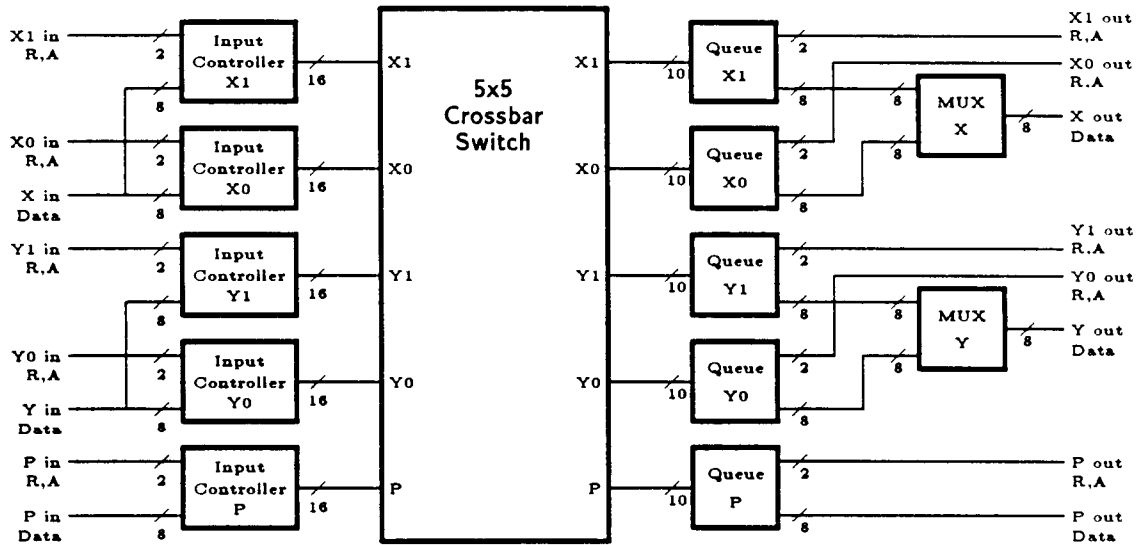 X1 in
R,A
2
8
Input
Controller
X1
16
X0 in
R,A
2
X in
Data
8
Input
Controller
X0
16
Y1 in
R,A
2
8
Input
Controller
Y1
16
Y0 in
R,A
2
Y in
Data
8
Input
Controller
Y0
16
P in
R,A
2
P in
Data
8
Input
Controller
P
16
5x5
Crossbar
Switch
X1
X0
Y1
Y0
P
X1
X0
Y1
Y0
P
10
Queue
X1
2
8
8
10
Queue
X0
2
8
8
MUX
X
8
X1 out
R,A
X0 out
R,A
X out
Data
10
Queue
Y1
2
8
8
10
Queue
Y0
2
8
8
MUX
Y
8
Y1 out
R,A
Y0 out
R,A
Y out
Data
10
Queue
P
2
8
P out
R,A
P out
Data